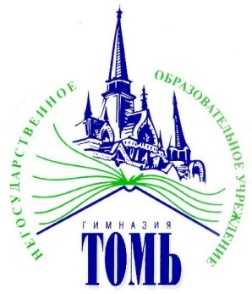 НЕГОСУДАРСТВЕННОЕ
ОБРАЗОВАТЕЛЬНОЕ УЧРЕЖДЕНИЕ
ГИМНАЗИЯ
ТОМЬ